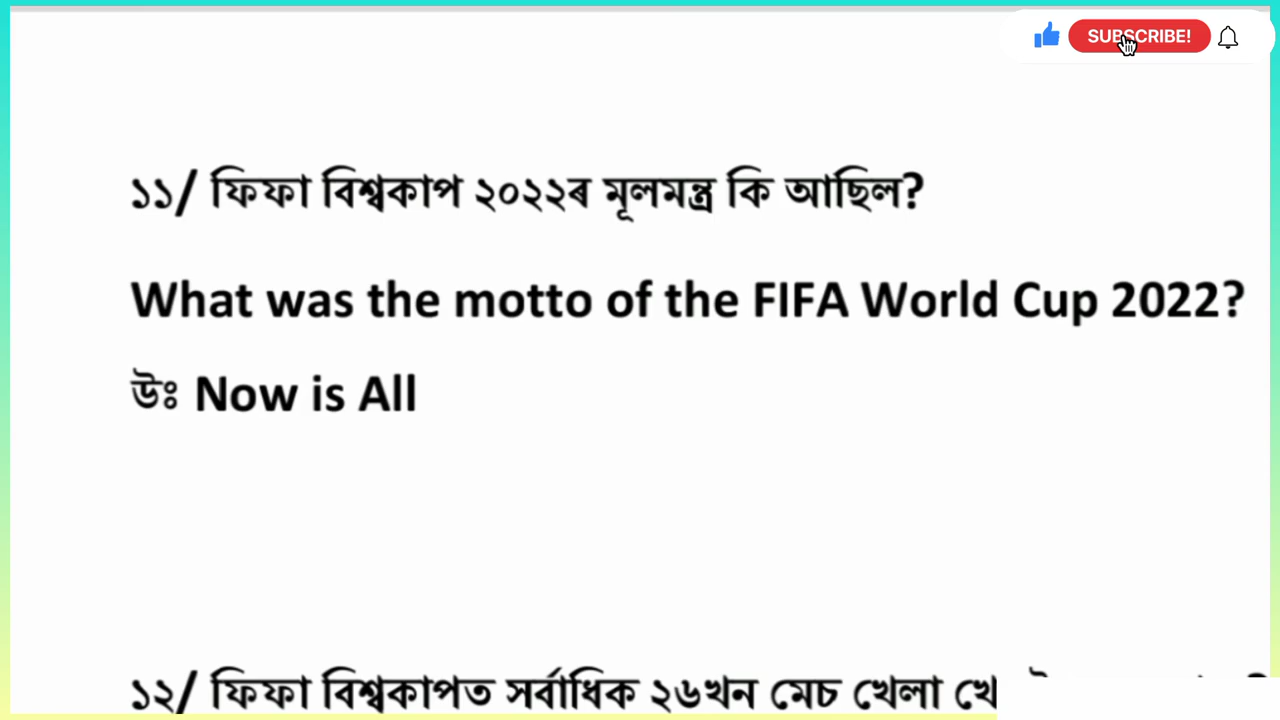 SUBSCRIBE!
১১/ ফিফা বিশ্বকাপ ২০২২ৰ মূলমন্ত্ৰ কি আছিল?
What was the motto of the FIFA World Cup 2022?
উঃ Now is All
১২/ ফিফা বিশ্বকাপত সৰ্বাধিক ২৬খন মেচ খেলা